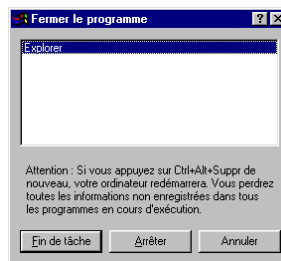 Fermer le programme
Explorer
Attention : Si vous appuyez sur Ctrl+Alt+Suppr de
nouveau, votre ordinateur redémarrera. Vous perdrez
toutes les informations non enregistrées dans tous
les programmes en cours d'exécution.
Fin de tâche
Arrêter
Annuler